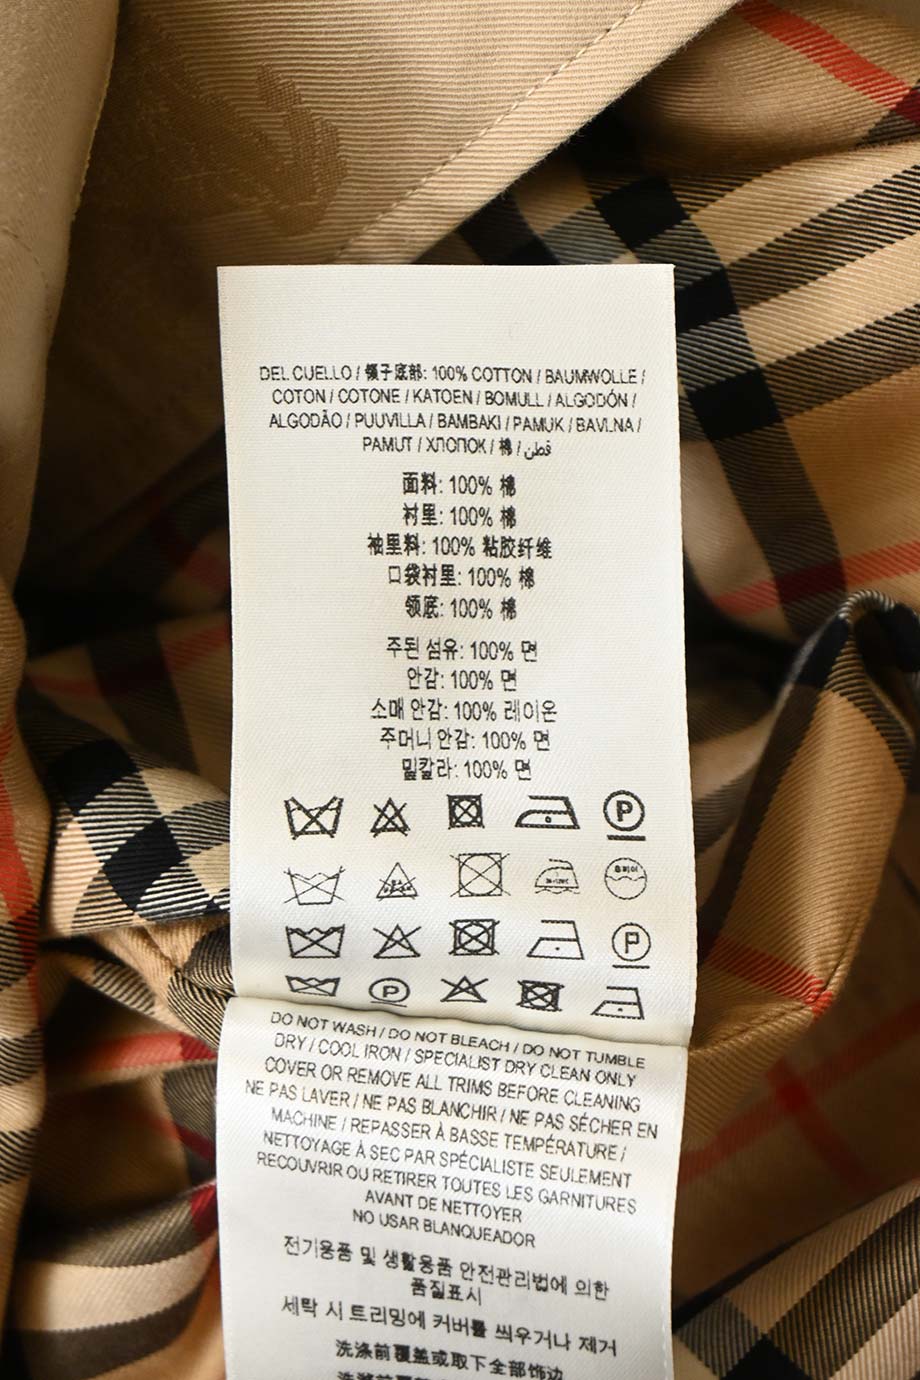 DEL CUELLO / 领子底部: 100% COTTON / BAUMWOLLE /
COTON / COTONE / KATOEN / BOMULL / ALGODÓN /
ALGODÃO / PUUVILLA / BAMBAKI / PAMUK / BAVLNA /
PAMUT / ХЛОПОК / 棉 / قطن
面料: 100% 棉
衬里: 100% 棉
袖里料: 100% 粘胶纤维
口袋衬里: 100% 棉
领底: 100% 棉
주된 섬유: 100% 면
안감: 100% 면
소매 안감: 100% 레이온
주머니 안감: 100% 면
밑칼라: 100% 면
P
드라이
P
P
DO NOT WASH / DO NOT BLEACH / DO NOT TUMBLE
DRY / COOL IRON / SPECIALIST DRY CLEAN ONLY
COVER OR REMOVE ALL TRIMS BEFORE CLEANING
NE PAS LAVER / NE PAS BLANCHIR / NE PAS SÉCHER EN
MACHINE / REPASSER À BASSE TEMPÉRATURE /
NETTOYAGE À SEC PAR SPÉCIALISTE SEULEMENT
RECOUVRIR OU RETIRER TOUTES LES GARNITURES
AVANT DE NETTOYER
NO USAR BLANQUEADOR
전기용품 및 생활용품 안전관리법에 의한
품질표시
세탁 시 트리밍에 커버를 씌우거나 제거
洗涤前覆盖或取下全部饰边